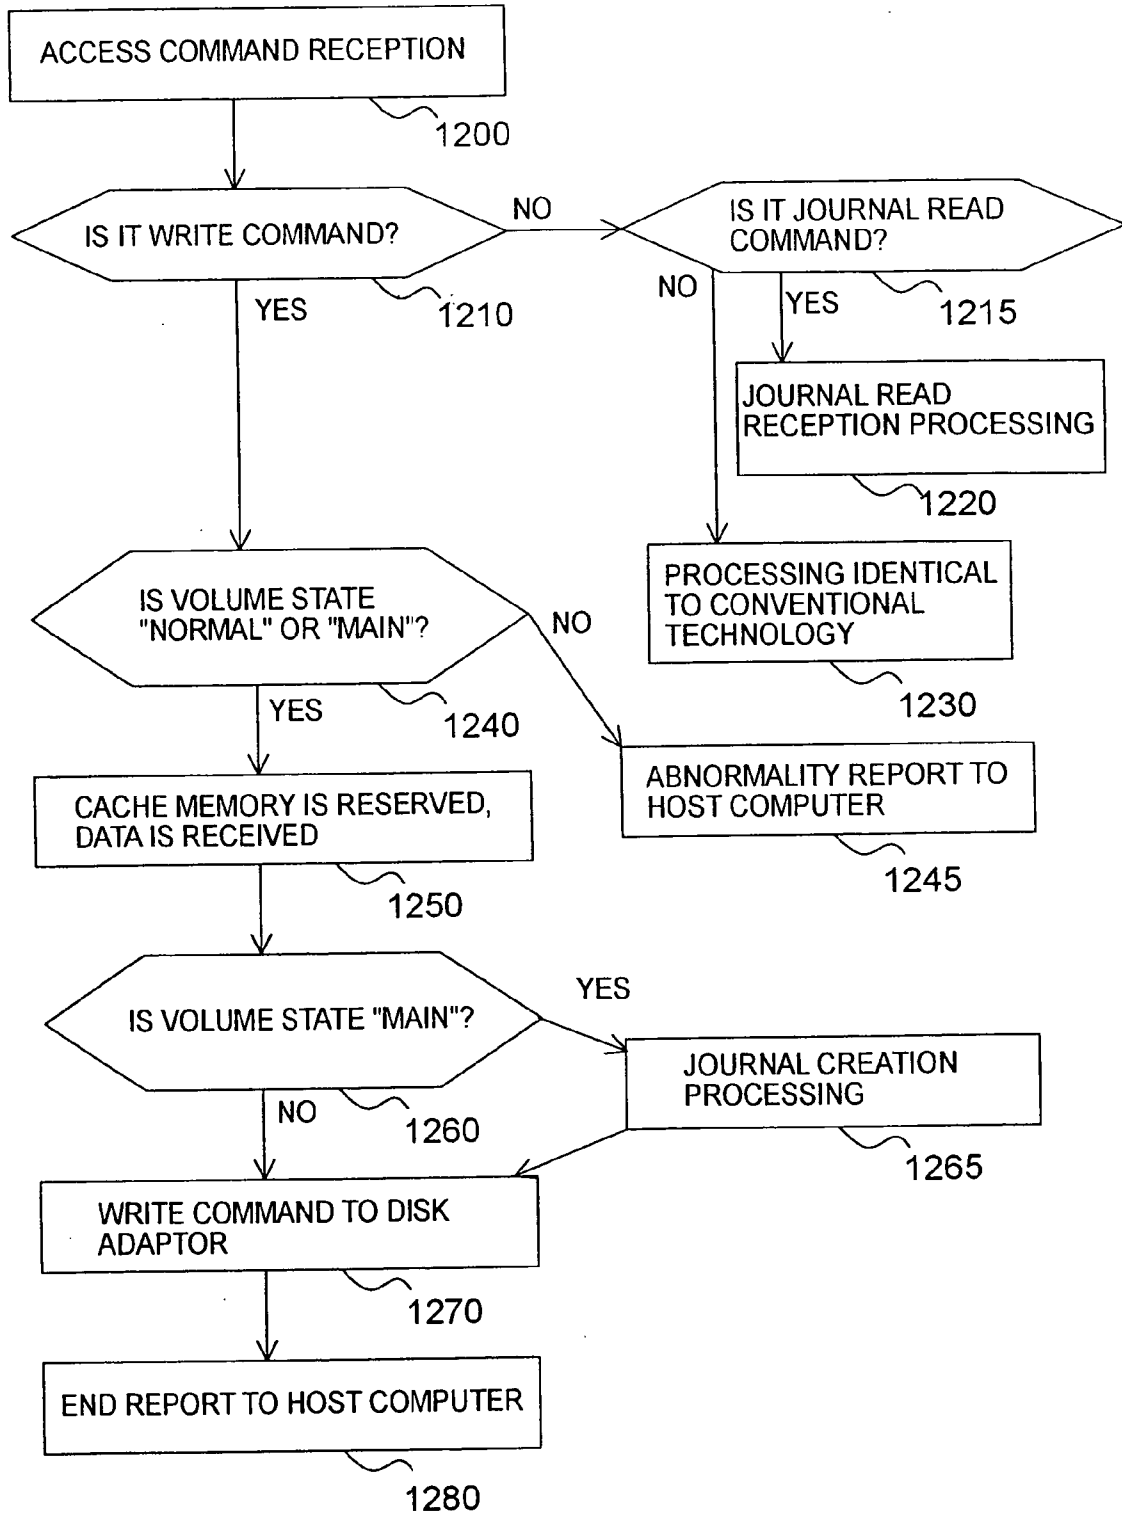 ACCESS COMMAND RECEPTION
1200
IS IT WRITE COMMAND?
NO
IS IT JOURNAL READ
COMMAND?
YES
1210
NO
YES
1215
JOURNAL READ
RECEPTION PROCESSING
1220
PROCESSING IDENTICAL
TO CONVENTIONAL
TECHNOLOGY
1230
IS VOLUME STATE
"NORMAL" OR "MAIN"?
NO
YES
1240
ABNORMALITY REPORT TO
HOST COMPUTER
1245
CACHE MEMORY IS RESERVED,
DATA IS RECEIVED
1250
IS VOLUME STATE "MAIN"?
YES
NO
1260
JOURNAL CREATION
PROCESSING
1265
WRITE COMMAND TO DISK
ADAPTOR
1270
END REPORT TO HOST COMPUTER
1280